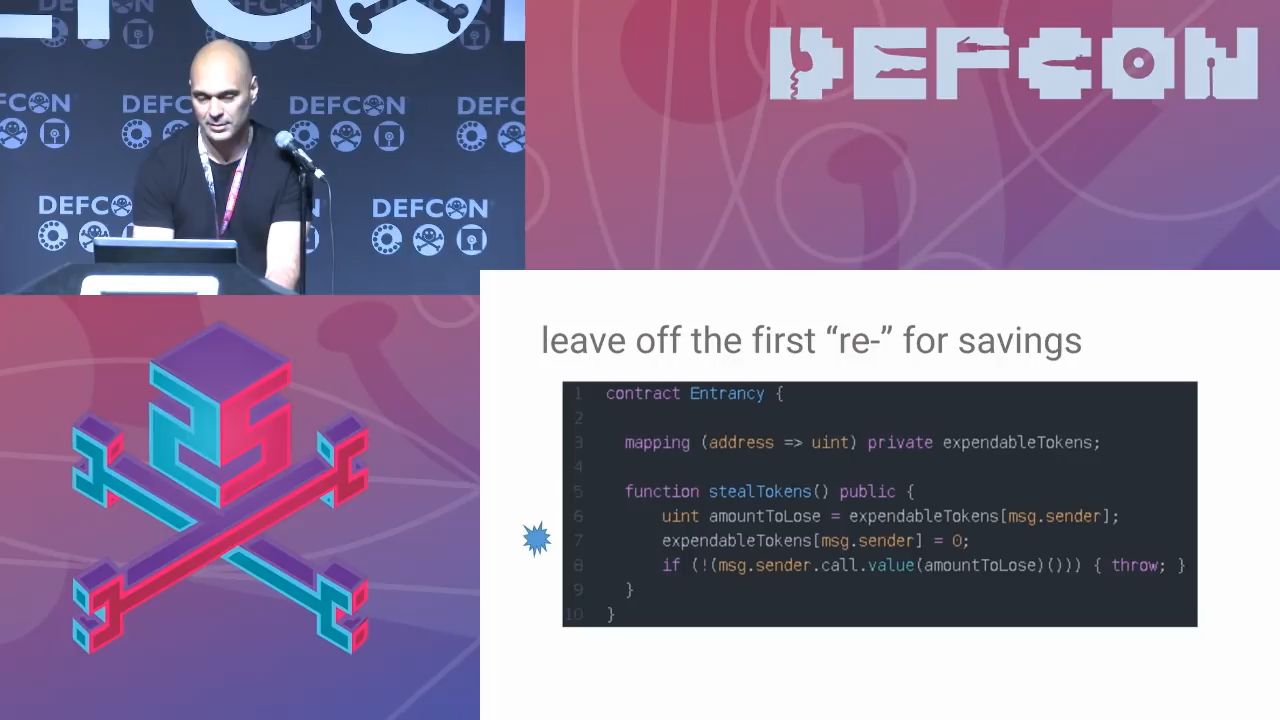 DEFCON
DEFCON
DEFCON
DEFCON
DEFCON
DEFCON
leave off the first “re-” for savings
1 contract Entrancy {
2
3 mapping (address => uint) private expendableTokens;
4
5 function stealTokens() public {
6 uint amountToLose = expendableTokens[msg.sender];
7 expendableTokens[msg.sender] = 0;
8 if (!(msg.sender.call.value(amountToLose)())) { throw; }
9 }
10 }